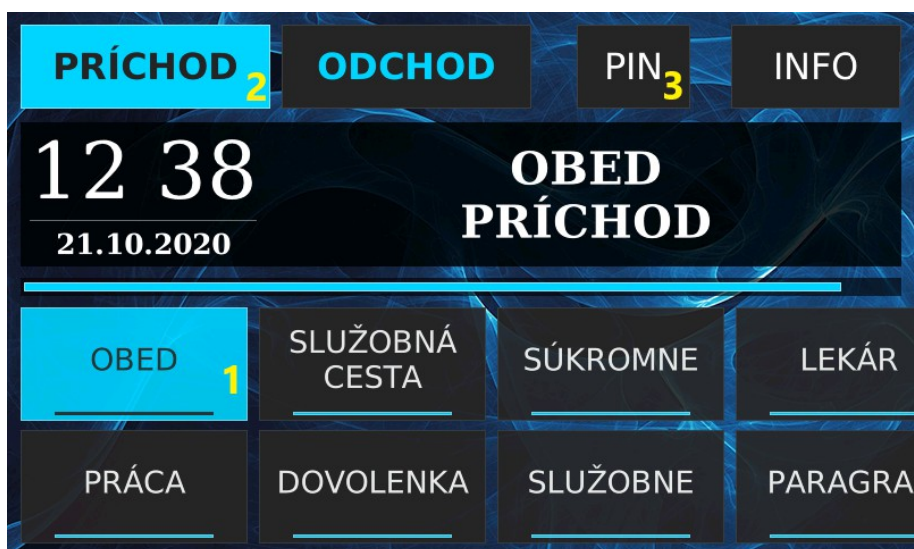 PRÍCHOD 2 ODCHOD PIN 3 INFO
12 38
21.10.2020
OBED
PRÍCHOD
OBED 1
SLUŽOBNÁ
CESTA
SÚKROMNE
LEKÁR
PRÁCA
DOVOLENKA
SLUŽOBNE
PARAGRA